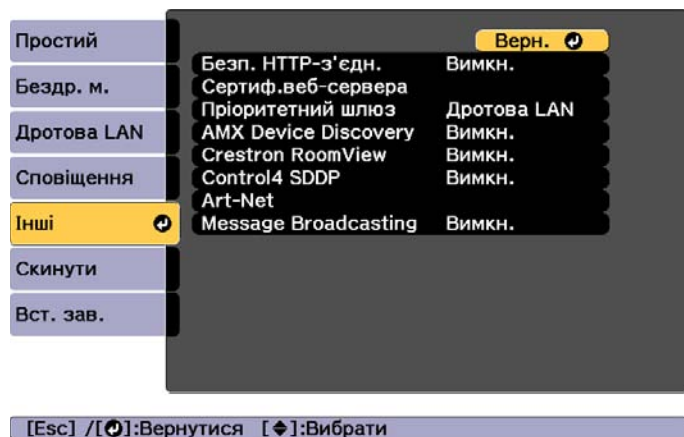 Простий
Бездр. м.
Дротова LAN
Сповіщення
Інші
Скинути
Вст. зав.
Верн.
Безп. HTTP-з'єдн. Вимкн.
Сертиф.веб-сервера
Пріоритетний шлюз Дротова LAN
AMX Device Discovery Вимкн.
Crestron RoomView Вимкн.
Control4 SDDP Вимкн.
Art-Net
Message Broadcasting Вимкн.
[Esc] /[⏎]:Вернутися [◆]:Вибрати